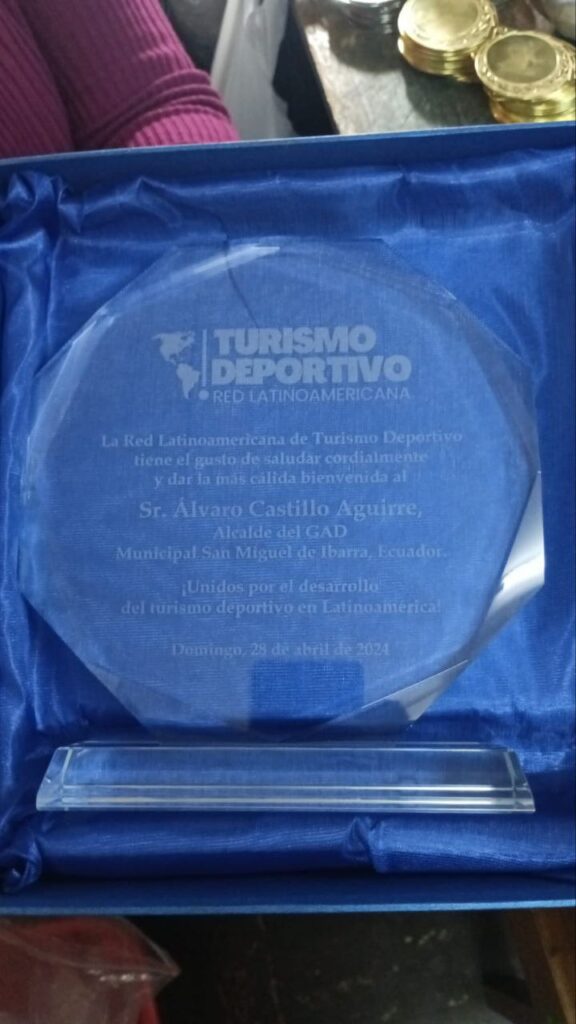 TURISMO
DEPORTIVO
RED LATINOAMERICANA
La Red Latinoamericana de Turismo Deportivo
tiene el gusto de saludar cordialmente
y dar la más cálida bienvenida al
Sr. Álvaro Castillo Aguirre,
Alcalde del GAD
Municipal San Miguel de Ibarra, Ecuador.
¡Unidos por el desarrollo
del turismo deportivo en Latinoamérica!
Domingo, 28 de abril de 2024